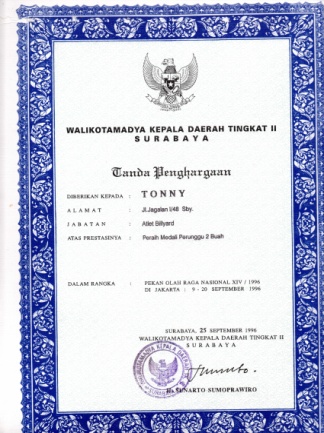 WALIKOTAMADYA KEPALA DAERAH TINGKAT II
SURABAYA
Tanda Penghargaan
DIBERIKAN KEPADA : TONNY
ALAMAT : Jl.Jagalan I/48 Sby.
JABATAN : Atlet Billyard
ATAS PRESTASINYA : Peraih Medali Perunggu 2 Buah
DALAM RANGKA : PEKAN OLAH RAGA NASIONAL XIV / 1996
DI JAKARTA : 9 - 20 SEPTEMBER 1996
SURABAYA, 25 SEPTEMBER 1996
WALIKOTAMADYA KEPALA DAERAH TINGKAT II
SURABAYA
SUNARTO SUMOPRAWIRO